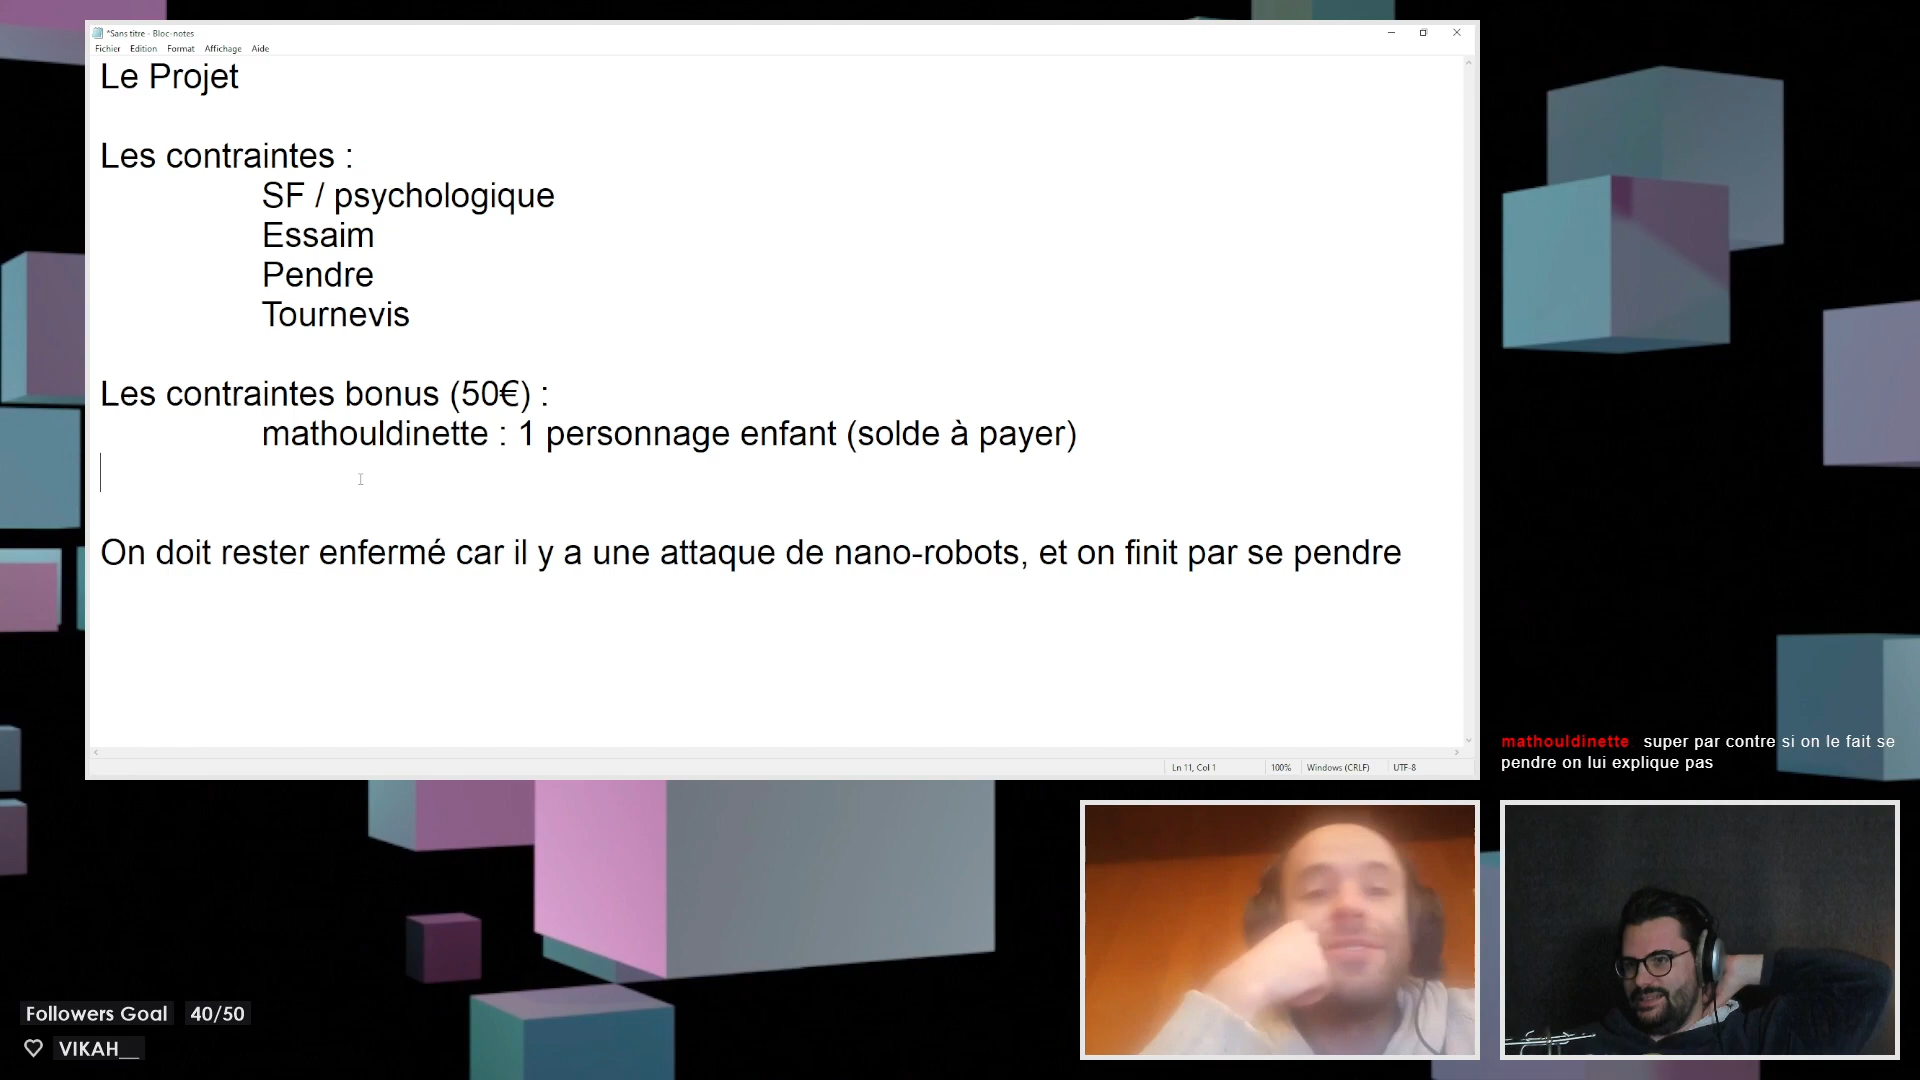 *Sans titre - Bloc-notes
Fichier Edition Format Affichage Aide
Le Projet
Les contraintes :
SF / psychologique
Essaim
Pendre
Tournevis
Les contraintes bonus (50€) :
mathouldinette : 1 personnage enfant (solde à payer)
On doit rester enfermé car il y a une attaque de nano-robots, et on finit par se pendre
Ln 11, Col 1 100% Windows (CRLF) UTF-8
mathouldinette super par contre si on le fait se
pendre on lui explique pas
Followers Goal 40/50
VIKAH__